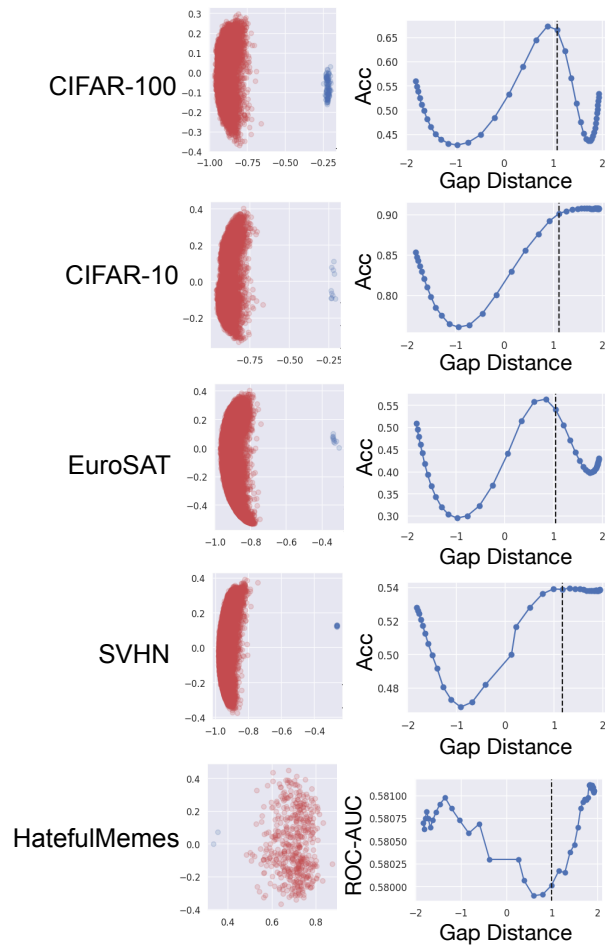 CIFAR-100
0.3
0.2
0.1
0.0
-0.1
-0.2
-0.3
-0.4
-1.00 -0.75 -0.50 -0.25
Acc
0.65
0.60
0.55
0.50
0.45
−2 −1 0 1 2
Gap Distance
CIFAR-10
0.4
0.2
0.0
-0.2
-0.75 -0.50 -0.25
Acc
0.90
0.85
0.80
−2 −1 0 1 2
Gap Distance
EuroSAT
0.4
0.2
0.0
-0.2
-0.4
-1.0 -0.8 -0.6 -0.4
Acc
0.55
0.50
0.45
0.40
0.35
0.30
−2 −1 0 1 2
Gap Distance
SVHN
0.4
0.2
0.0
-0.2
-0.4
-1.0 -0.8 -0.6 -0.4
Acc
0.54
0.52
0.50
0.48
−2 −1 0 1 2
Gap Distance
HatefulMemes
0.4
0.2
0.0
-0.2
-0.4
0.4 0.6 0.8
ROC-AUC
0.58100
0.58075
0.58050
0.58025
0.58000
−2 −1 0 1 2
Gap Distance